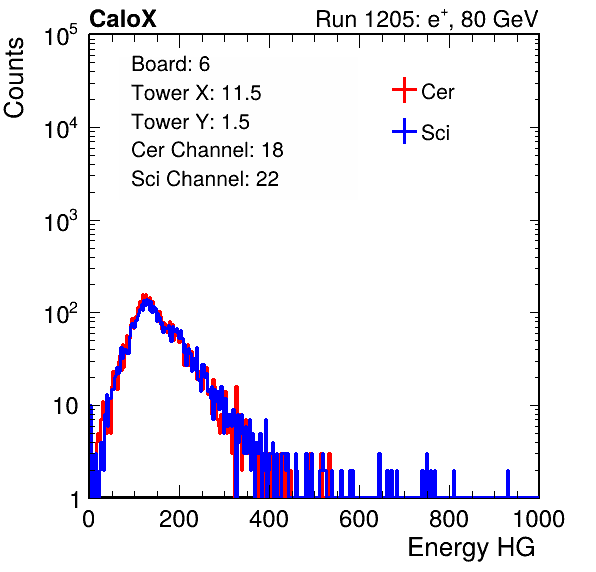 CaloX Run 1205: e⁺, 80 GeV
Counts
10⁵
10⁴
10³
10²
10
1
Board: 6
Tower X: 11.5
Tower Y: 1.5
Cer Channel: 18
Sci Channel: 22
Cer
Sci
0 200 400 600 800 1000
Energy HG